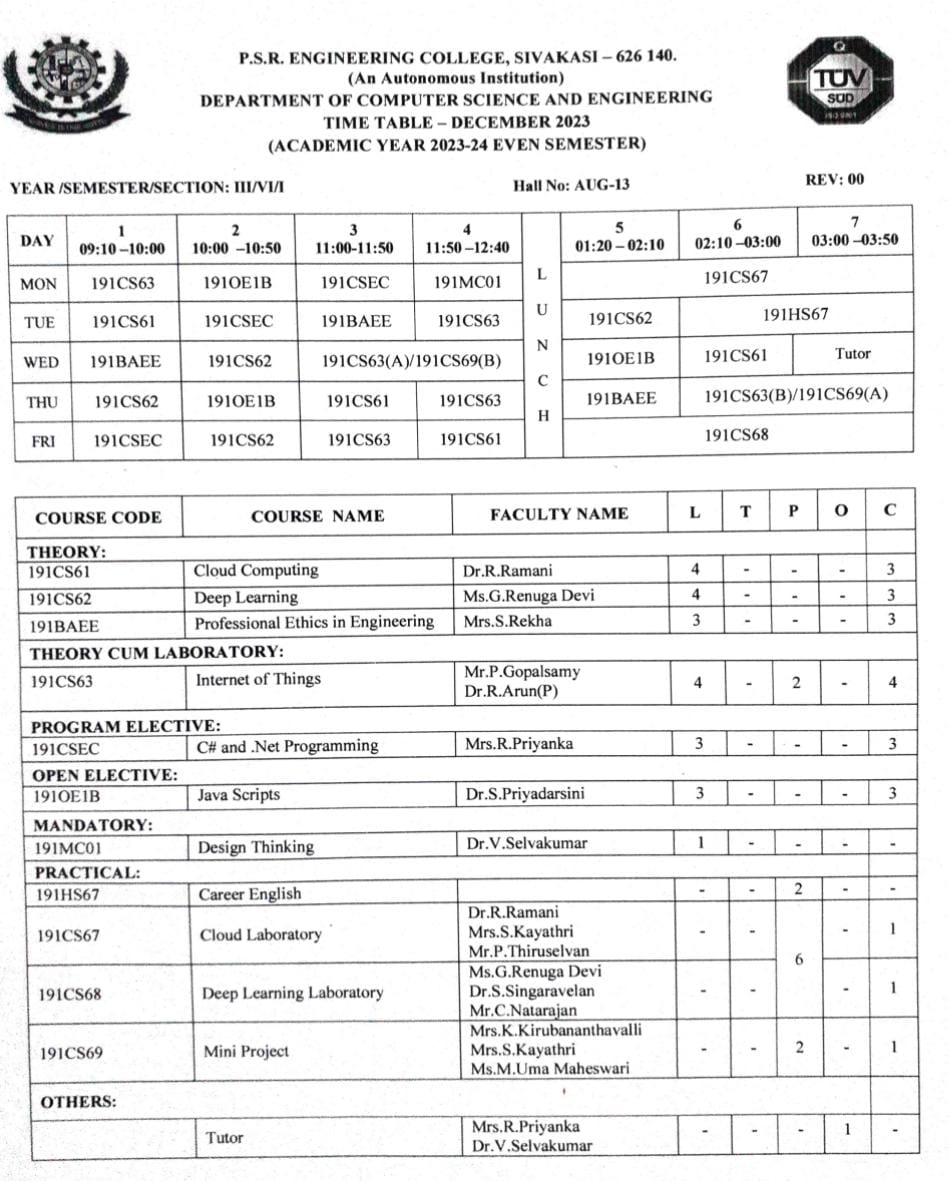 P.S.R. ENGINEERING COLLEGE, SIVAKASI – 626 140.
(An Autonomous Institution)
DEPARTMENT OF COMPUTER SCIENCE AND ENGINEERING
TIME TABLE – DECEMBER 2023
(ACADEMIC YEAR 2023-24 EVEN SEMESTER)
TÜV
SÜD
ISO 9001
YEAR /SEMESTER/SECTION: III/VI/I Hall No: AUG-13 REV: 00
DAY 1 2 3 4 5 6 7
09:10 –10:00 10:00 –10:50 11:00-11:50 11:50 –12:40 01:20 – 02:10 02:10 –03:00 03:00 –03:50
LUNCH
MON 191CS63 191OE1B 191CSEC 191MC01 191CS67
TUE 191CS61 191CSEC 191BAEE 191CS63 191CS62 191HS67
WED 191BAEE 191CS62 191CS63(A)/191CS69(B) 191OE1B 191CS61 Tutor
THU 191CS62 191OE1B 191CS61 191CS63 191BAEE 191CS63(B)/191CS69(A)
FRI 191CSEC 191CS62 191CS63 191CS61 191CS68
COURSE CODE COURSE NAME FACULTY NAME L T P O C
THEORY:
191CS61 Cloud Computing Dr.R.Ramani 4 - - - 3
191CS62 Deep Learning Ms.G.Renuga Devi 4 - - - 3
191BAEE Professional Ethics in Engineering Mrs.S.Rekha 3 - - - 3
THEORY CUM LABORATORY:
191CS63 Internet of Things Mr.P.Gopalsamy 4 - 2 - 4
Dr.R.Arun(P)
PROGRAM ELECTIVE:
191CSEC C# and .Net Programming Mrs.R.Priyanka 3 - - - 3
OPEN ELECTIVE:
191OE1B Java Scripts Dr.S.Priyadarsini 3 - - - 3
MANDATORY:
191MC01 Design Thinking Dr.V.Selvakumar 1 - - - -
PRACTICAL:
191HS67 Career English - - 2 - -
Dr.R.Ramani
191CS67 Cloud Laboratory Mrs.S.Kayathri - - 6 - 1
Mr.P.Thiruselvan
Ms.G.Renuga Devi
191CS68 Deep Learning Laboratory Dr.S.Singaravelan - - - 1
Mr.C.Natarajan
Mrs.K.Kirubananthavalli
191CS69 Mini Project Mrs.S.Kayathri - - 2 - 1
Ms.M.Uma Maheswari
OTHERS:
Tutor Mrs.R.Priyanka - - - 1 -
Dr.V.Selvakumar